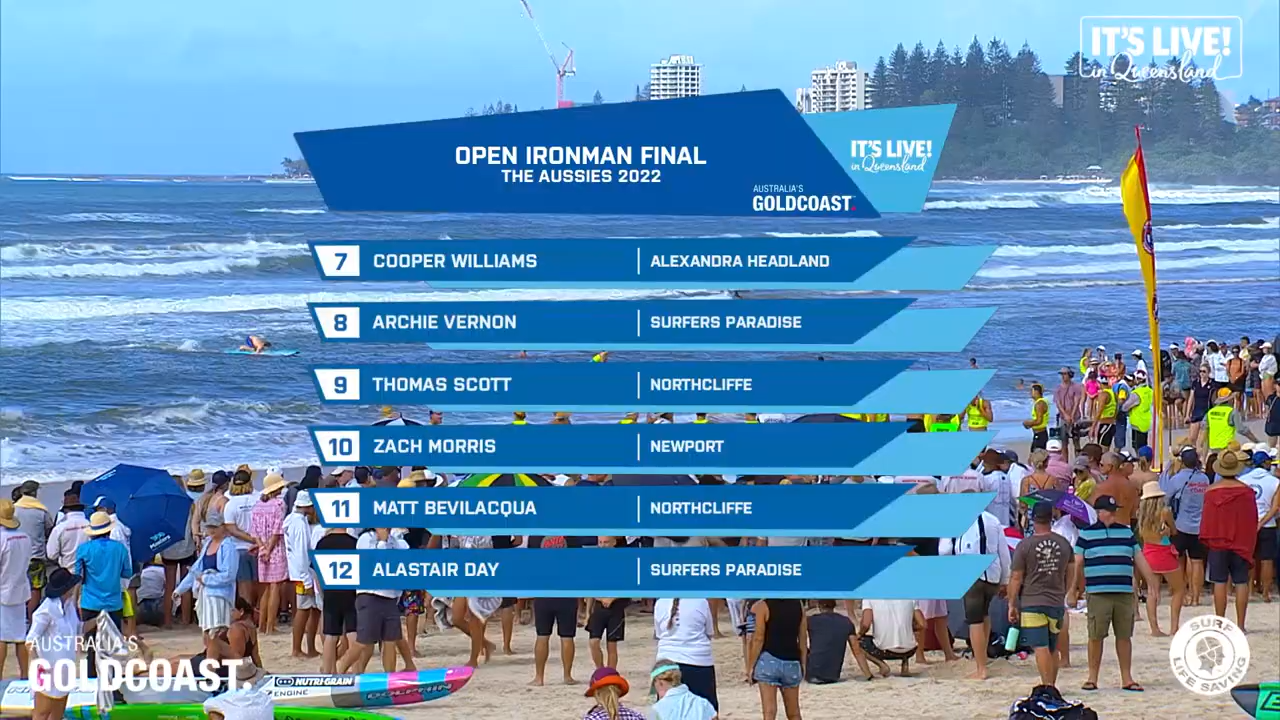 IT'S LIVE!
in Queensland
OPEN IRONMAN FINAL
THE AUSSIES 2022
IT'S LIVE!
in Queensland
AUSTRALIA'S
GOLDCOAST.
7 COOPER WILLIAMS ALEXANDRA HEADLAND
8 ARCHIE VERNON SURFERS PARADISE
9 THOMAS SCOTT NORTHCLIFFE
10 ZACH MORRIS NEWPORT
11 MATT BEVILACQUA NORTHCLIFFE
12 ALASTAIR DAY SURFERS PARADISE
AUSTRALIA'S
GOLDCOAST.
NUTRI-GRAIN
ENGINE
DOLPHIN
SURF
LIFE SAVING